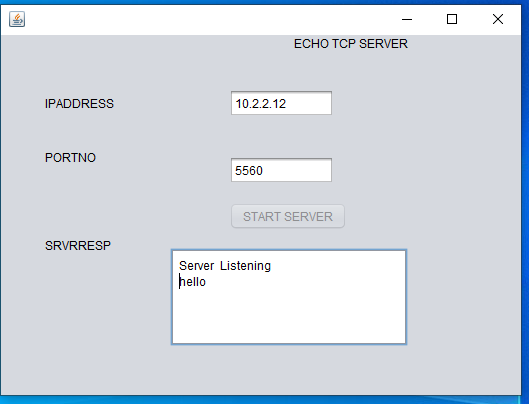 ECHO TCP SERVER
IPADDRESS
10.2.2.12
PORTNO
5560
START SERVER
SRVRRESP
Server Listening
hello